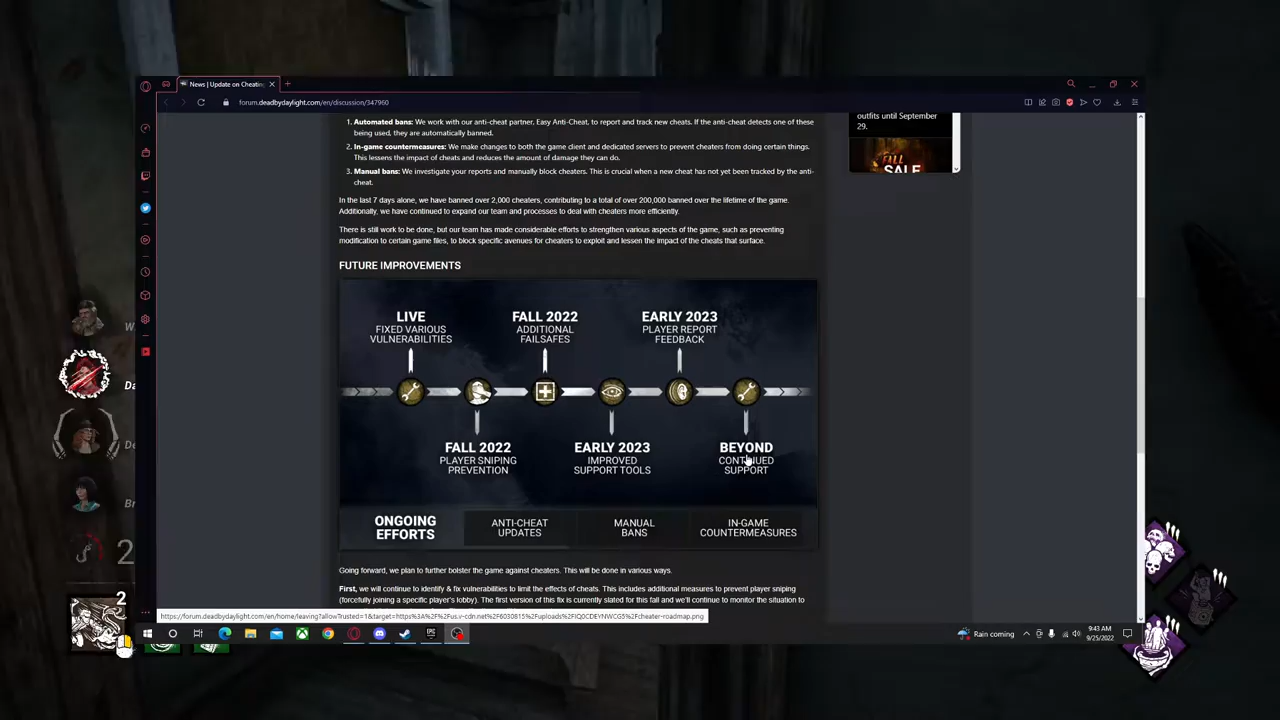 News | Update on Cheating
forum.deadbydaylight.com/en/discussion/347960
1. Automated bans: We work with our anti-cheat partner, Easy Anti-Cheat, to report and track new cheats. If the anti-cheat detects one of these
being used, they are automatically banned.
2. In-game countermeasures: We make changes to both the game client and dedicated servers to prevent cheaters from doing certain things.
This lessens the impact of cheats and reduces the amount of damage they can do.
3. Manual bans: We investigate your reports and manually block cheaters. This is crucial when a new cheat has not yet been tracked by the anti-
cheat.
In the last 7 days alone, we have banned over 2,000 cheaters, contributing to a total of over 200,000 banned over the lifetime of the game.
Additionally, we have continued to expand our team and processes to deal with cheaters more efficiently.
There is still work to be done, but our team has made considerable efforts to strengthen various aspects of the game, such as preventing
modification to certain game files, to block specific avenues for cheaters to exploit and lessen the impact of the cheats that surface.
outfits until September
29.
FALL
SALE
FUTURE IMPROVEMENTS
LIVE
FIXED VARIOUS
VULNERABILITIES
FALL 2022
ADDITIONAL
FAILSAFES
EARLY 2023
PLAYER REPORT
FEEDBACK
FALL 2022
PLAYER SNIPING
PREVENTION
EARLY 2023
IMPROVED
SUPPORT TOOLS
BEYOND
CONTINUED
SUPPORT
ONGOING
EFFORTS
ANTI-CHEAT
UPDATES
MANUAL
BANS
IN-GAME
COUNTERMEASURES
Going forward, we plan to further bolster the game against cheaters. This will be done in various ways.
First, we will continue to identify & fix vulnerabilities to limit the effects of cheats. This includes additional measures to prevent player sniping
(forcefully joining a specific player's lobby). The first version of this fix is currently slated for this fall and we'll continue to monitor the situation to
W
Da
De
Br
2
2
Rain coming
9:43 AM
9/25/2022